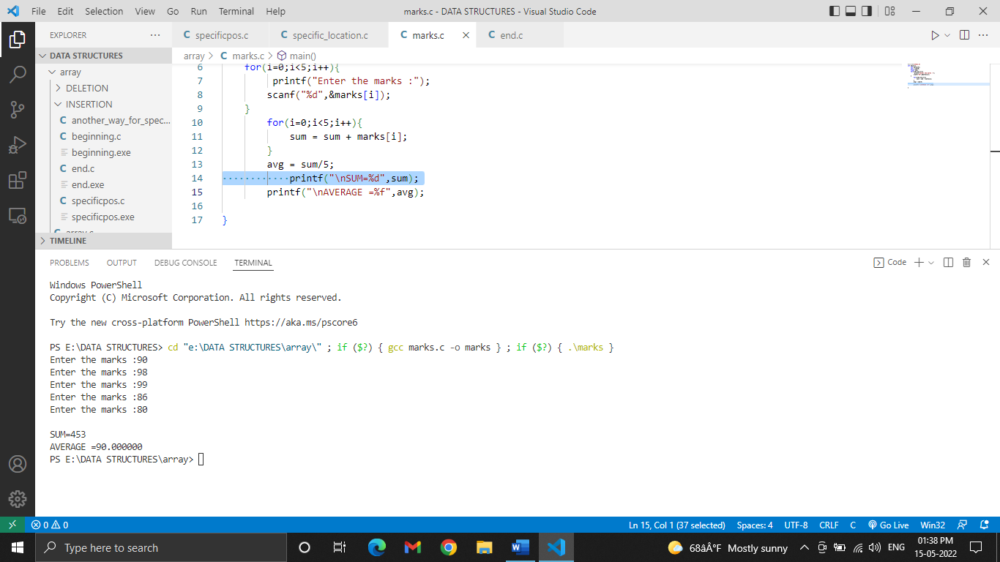 File Edit Selection View Go Run Terminal Help marks.c - DATA STRUCTURES - Visual Studio Code
EXPLORER ···
specificpos.c specific_location.c marks.c end.c
DATA STRUCTURES
array > C marks.c > main()
array
DELETION
INSERTION
C another_way_for_spec...
C beginning.c
beginning.exe
C end.c
end.exe
C specificpos.c
specificpos.exe
C array.c
TIMELINE
6 for(i=0;i<5;i++){
7 printf("Enter the marks :");
8 scanf("%d",&marks[i]);
9 }
10 for(i=0;i<5;i++){
11 sum = sum + marks[i];
12 }
13 avg = sum/5;
14 printf("\nSUM=%d",sum);
15 printf("\nAVERAGE =%f",avg);
16
17 }
PROBLEMS OUTPUT DEBUG CONSOLE TERMINAL Code
Windows PowerShell
Copyright (C) Microsoft Corporation. All rights reserved.
Try the new cross-platform PowerShell https://aka.ms/pscore6
PS E:\DATA STRUCTURES> cd "e:\DATA STRUCTURES\array\" ; if ($?) { gcc marks.c -o marks } ; if ($?) { .\marks }
Enter the marks :90
Enter the marks :98
Enter the marks :99
Enter the marks :86
Enter the marks :80
SUM=453
AVERAGE =90.000000
PS E:\DATA STRUCTURES\array>
0 0 Ln 15, Col 1 (37 selected) Spaces: 4 UTF-8 CRLF C Go Live Win32
Type here to search 68âÂ°F Mostly sunny ENG 01:38 PM
15-05-2022